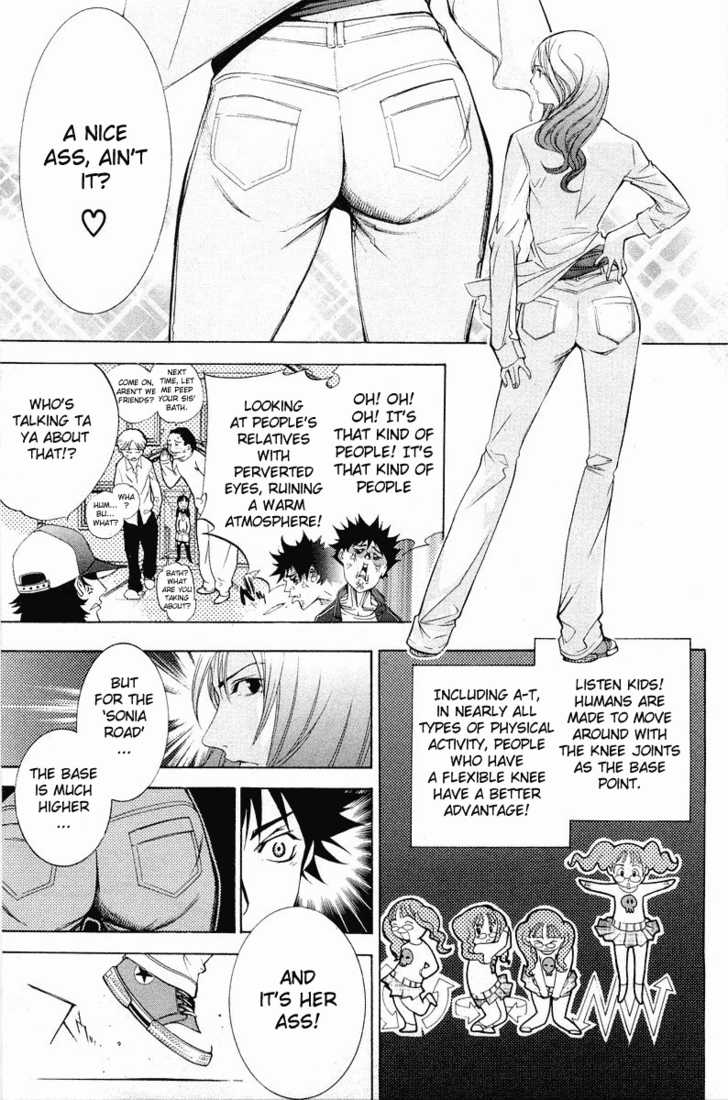 A NICE
ASS, AIN'T
IT?
♡
OH! OH!
OH! IT'S
THAT KIND OF
PEOPLE! IT'S
THAT KIND OF
PEOPLE
LOOKING
AT PEOPLE'S
RELATIVES
WITH
PERVERTED
EYES, RUINING
A WARM
ATMOSPHERE!
NEXT
TIME, LET
ME PEEP
YOUR SIS'
BATH.
COME ON,
AREN'T WE
FRIENDS?
WHA
?
HUM...
BU...
WHAT?
BATH?
WHAT ARE
YOU
TAKING
ABOUT?
WHO'S
TALKING TA
YA ABOUT
THAT!?
LISTEN KIDS!
HUMANS ARE
MADE TO MOVE
AROUND WITH
THE KNEE JOINTS
AS THE BASE
POINT.
INCLUDING A-T,
IN NEARLY ALL
TYPES OF PHYSICAL
ACTIVITY, PEOPLE
WHO HAVE
A FLEXIBLE KNEE
HAVE A BETTER
ADVANTAGE!
BUT
FOR THE
'SONIA
ROAD'
...
THE BASE
IS MUCH
HIGHER
...
AND
IT'S HER
ASS!